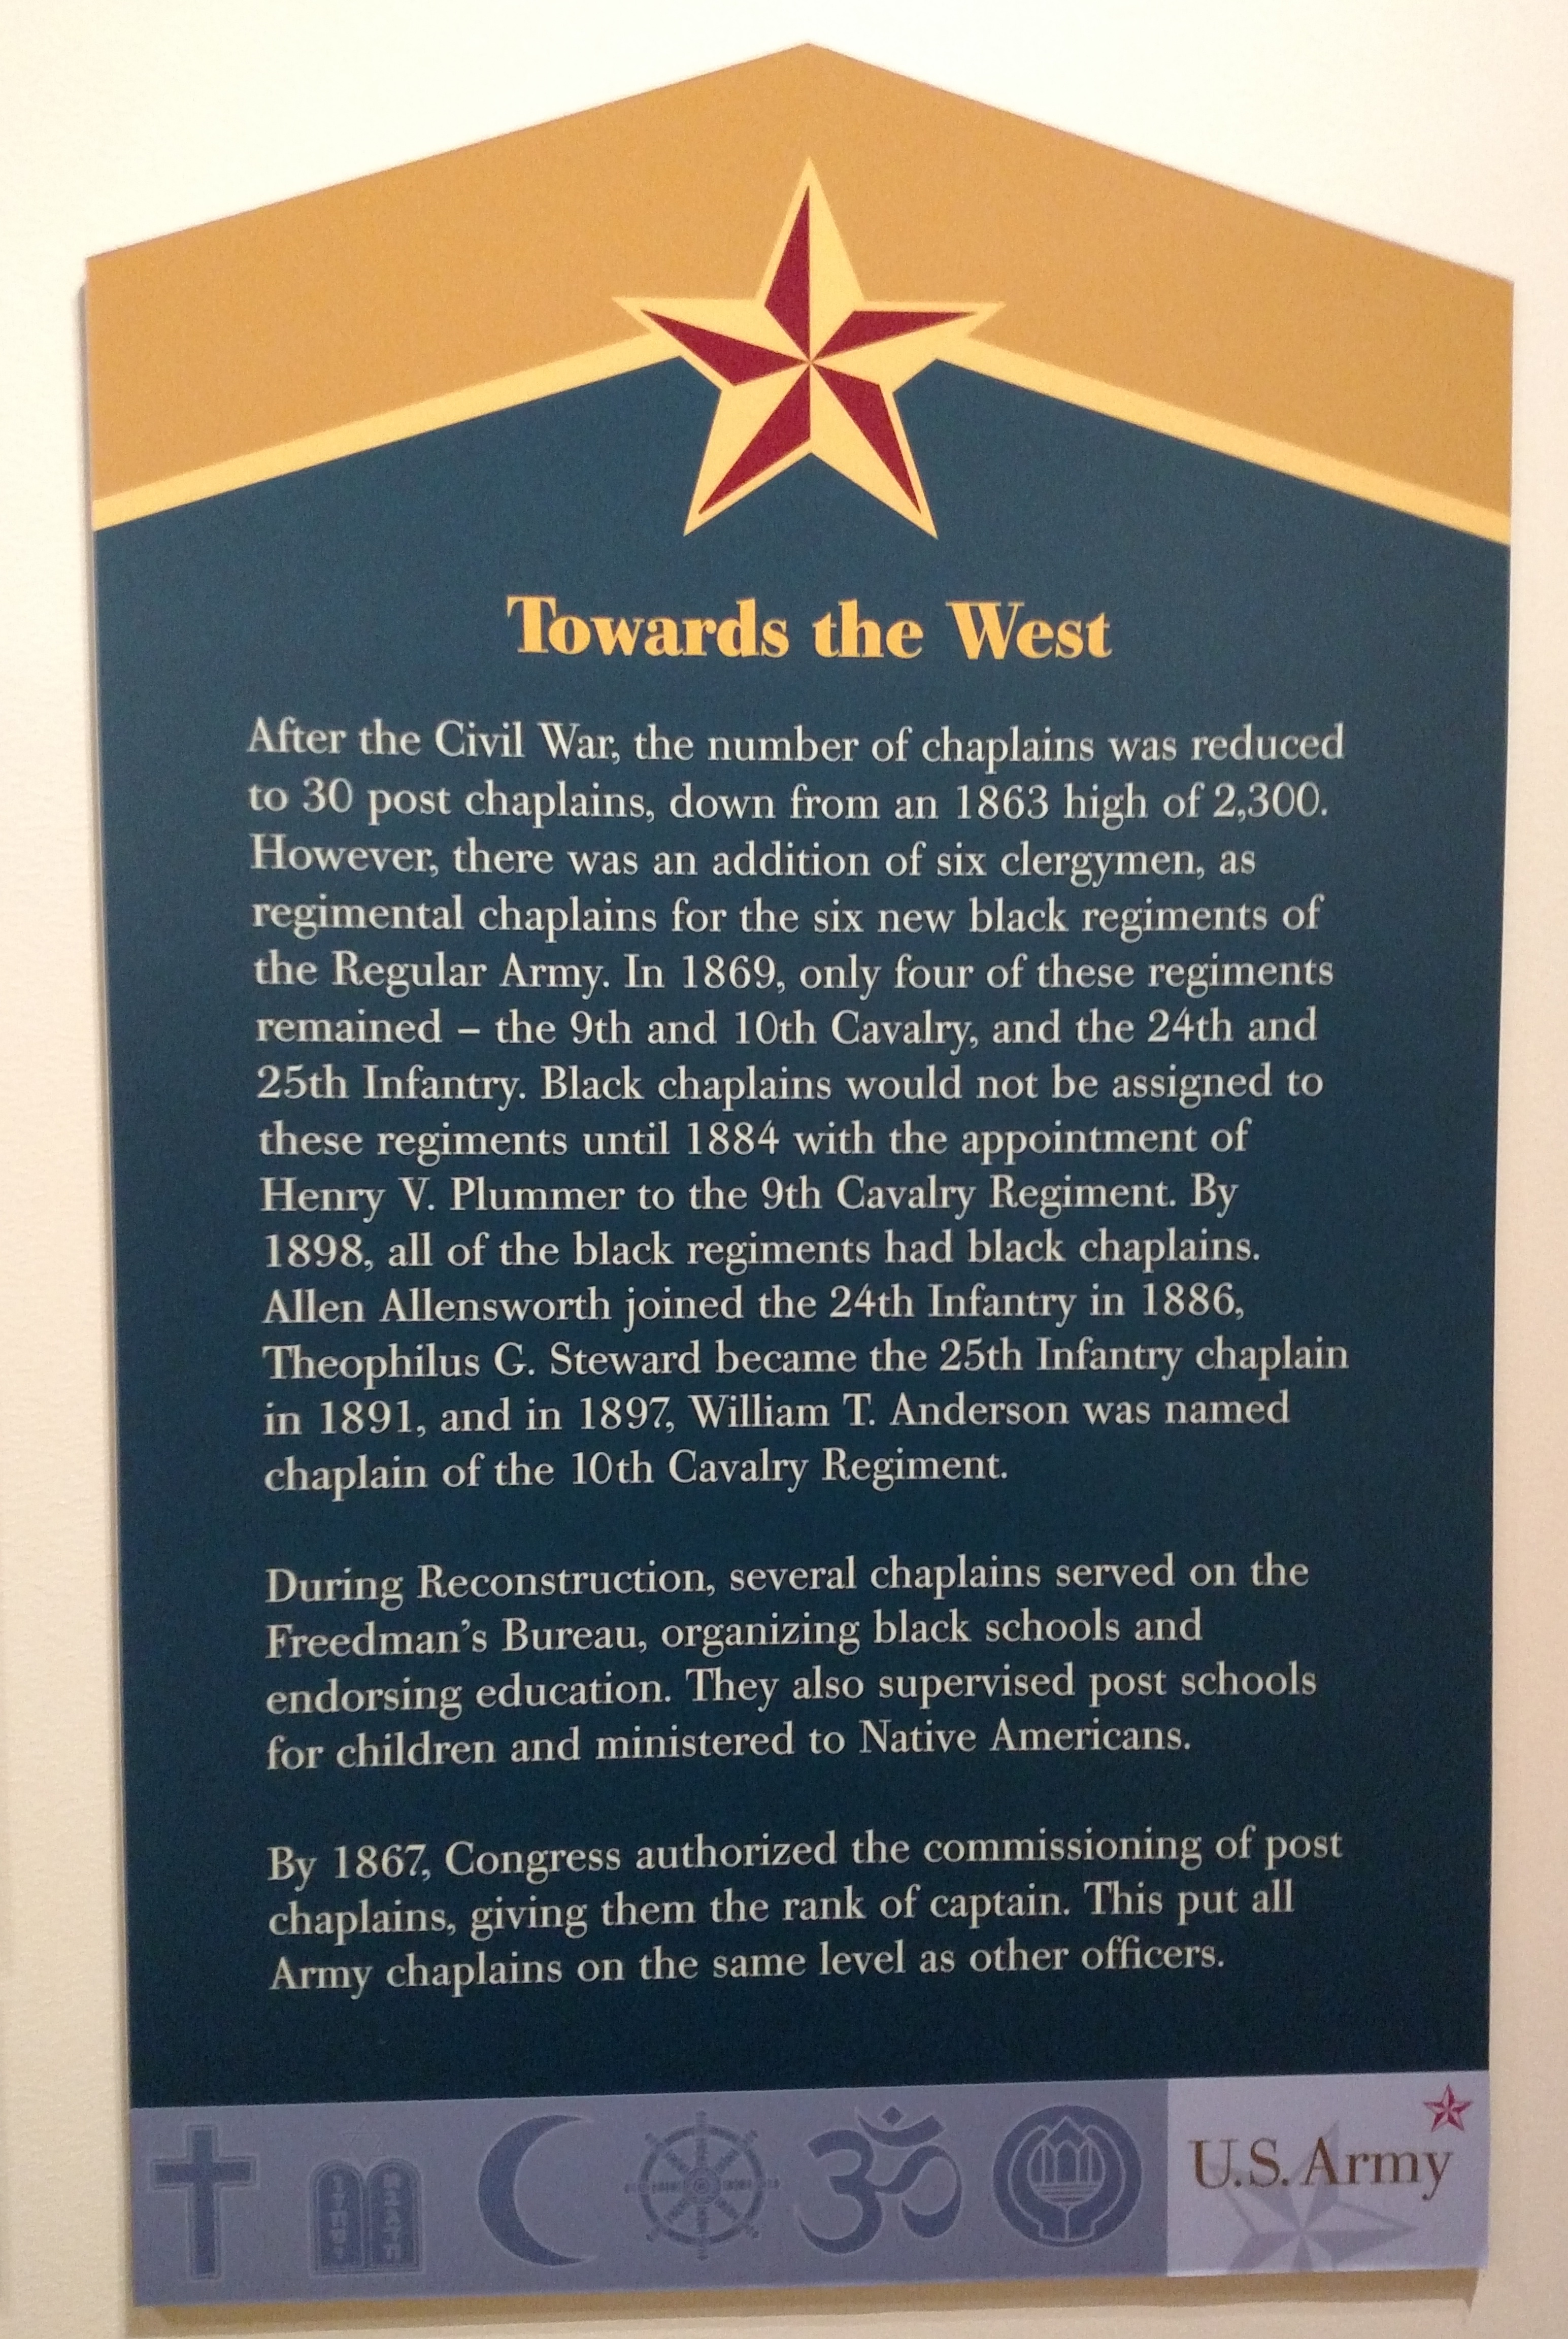 Towards the West
After the Civil War, the number of chaplains was reduced
to 30 post chaplains, down from an 1863 high of 2,300.
However, there was an addition of six clergymen, as
regimental chaplains for the six new black regiments of
the Regular Army. In 1869, only four of these regiments
remained – the 9th and 10th Cavalry, and the 24th and
25th Infantry. Black chaplains would not be assigned to
these regiments until 1884 with the appointment of
Henry V. Plummer to the 9th Cavalry Regiment. By
1898, all of the black regiments had black chaplains.
Allen Allensworth joined the 24th Infantry in 1886,
Theophilus G. Steward became the 25th Infantry chaplain
in 1891, and in 1897, William T. Anderson was named
chaplain of the 10th Cavalry Regiment.
During Reconstruction, several chaplains served on the
Freedman's Bureau, organizing black schools and
endorsing education. They also supervised post schools
for children and ministered to Native Americans.
By 1867, Congress authorized the commissioning of post
chaplains, giving them the rank of captain. This put all
Army chaplains on the same level as other officers.
ॐ
U.S. Army